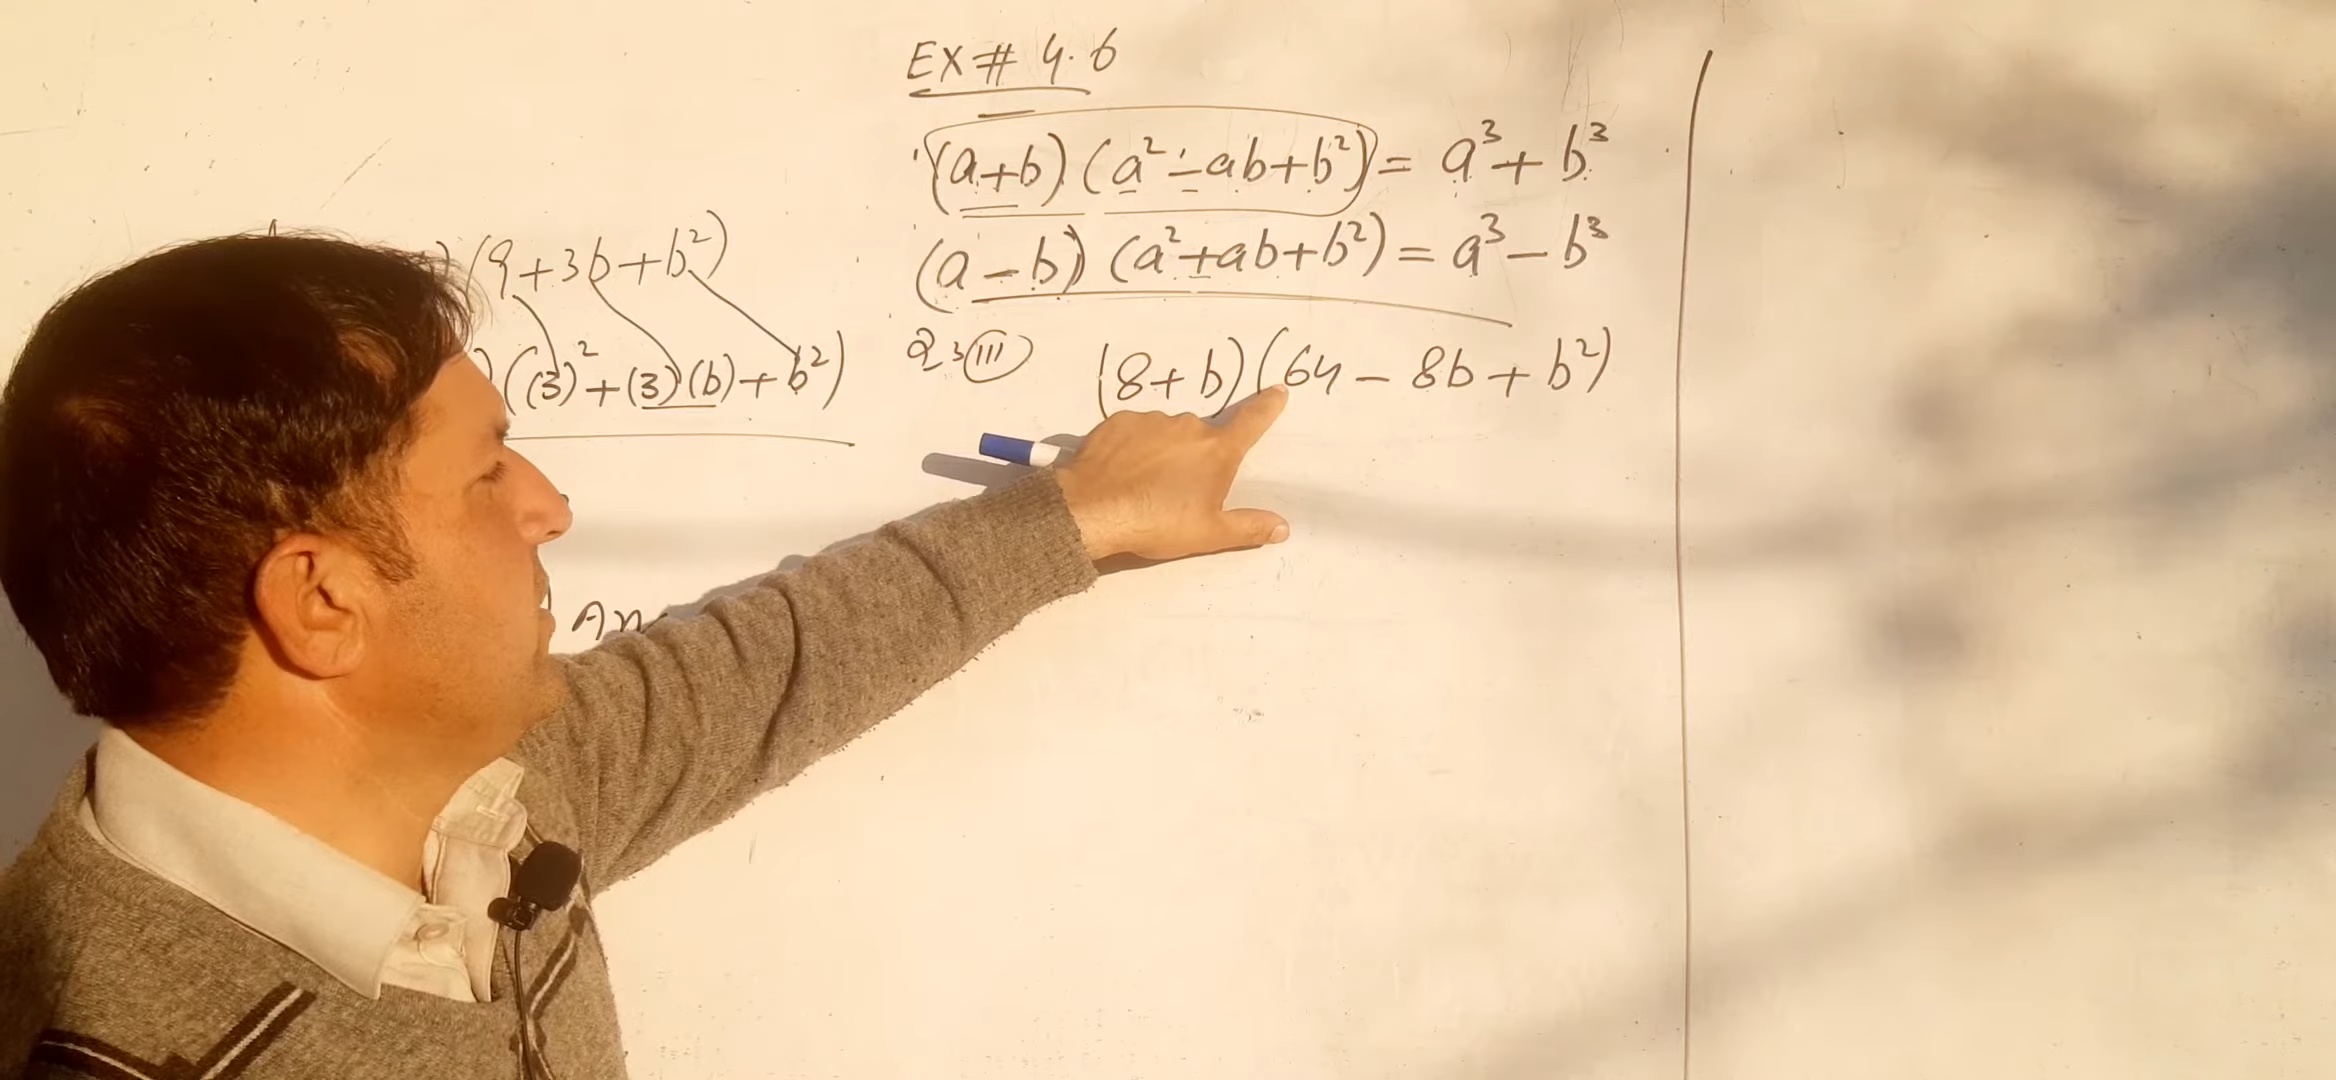 (9+3b+b²)
((3)²+(3)(b)+b²)
Ans
EX# 4.6
(a+b)(a²-ab+b²)= a³+b³
(a-b)(a²+ab+b²)= a³-b³
Q3(iii) (8+b)(64-8b+b²)